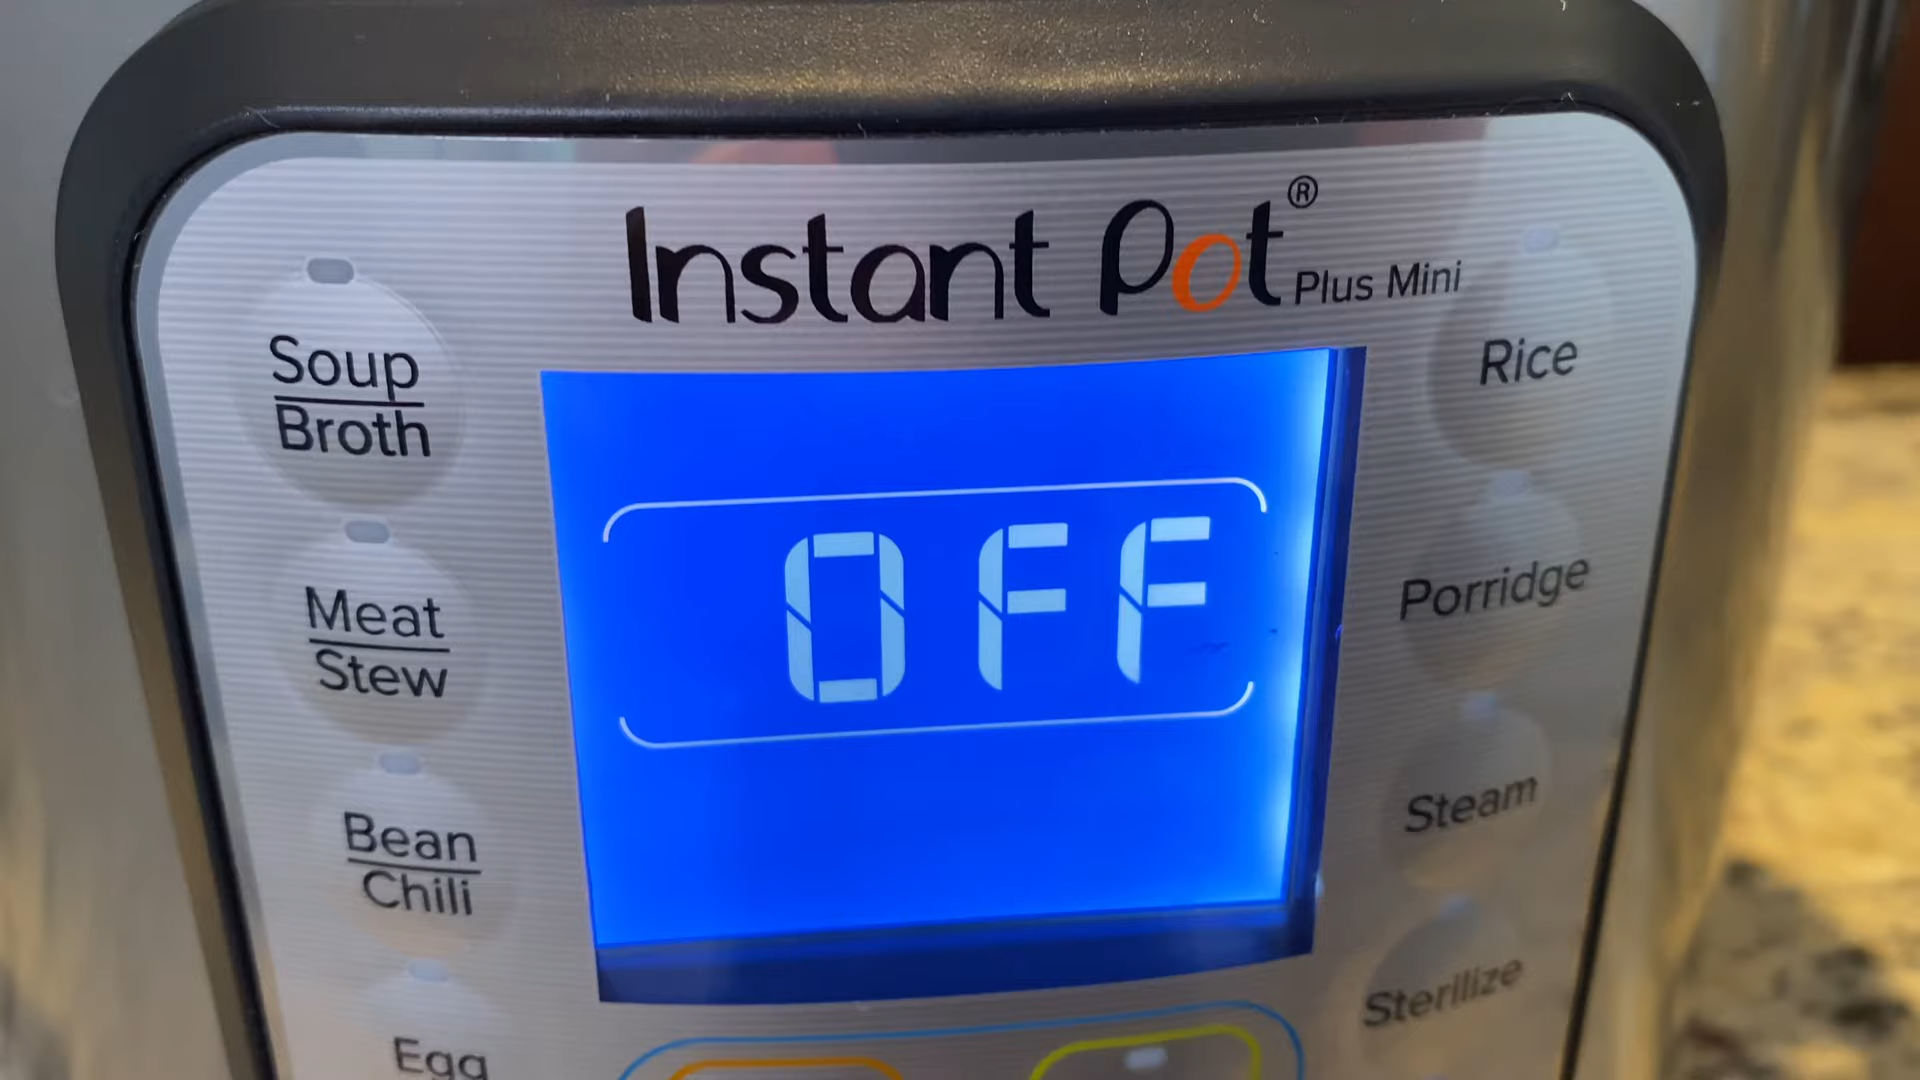 Instant Pot® Plus Mini
Soup
Broth
Meat
Stew
Bean
Chili
Egg
OFF
Rice
Porridge
Steam
Sterilize